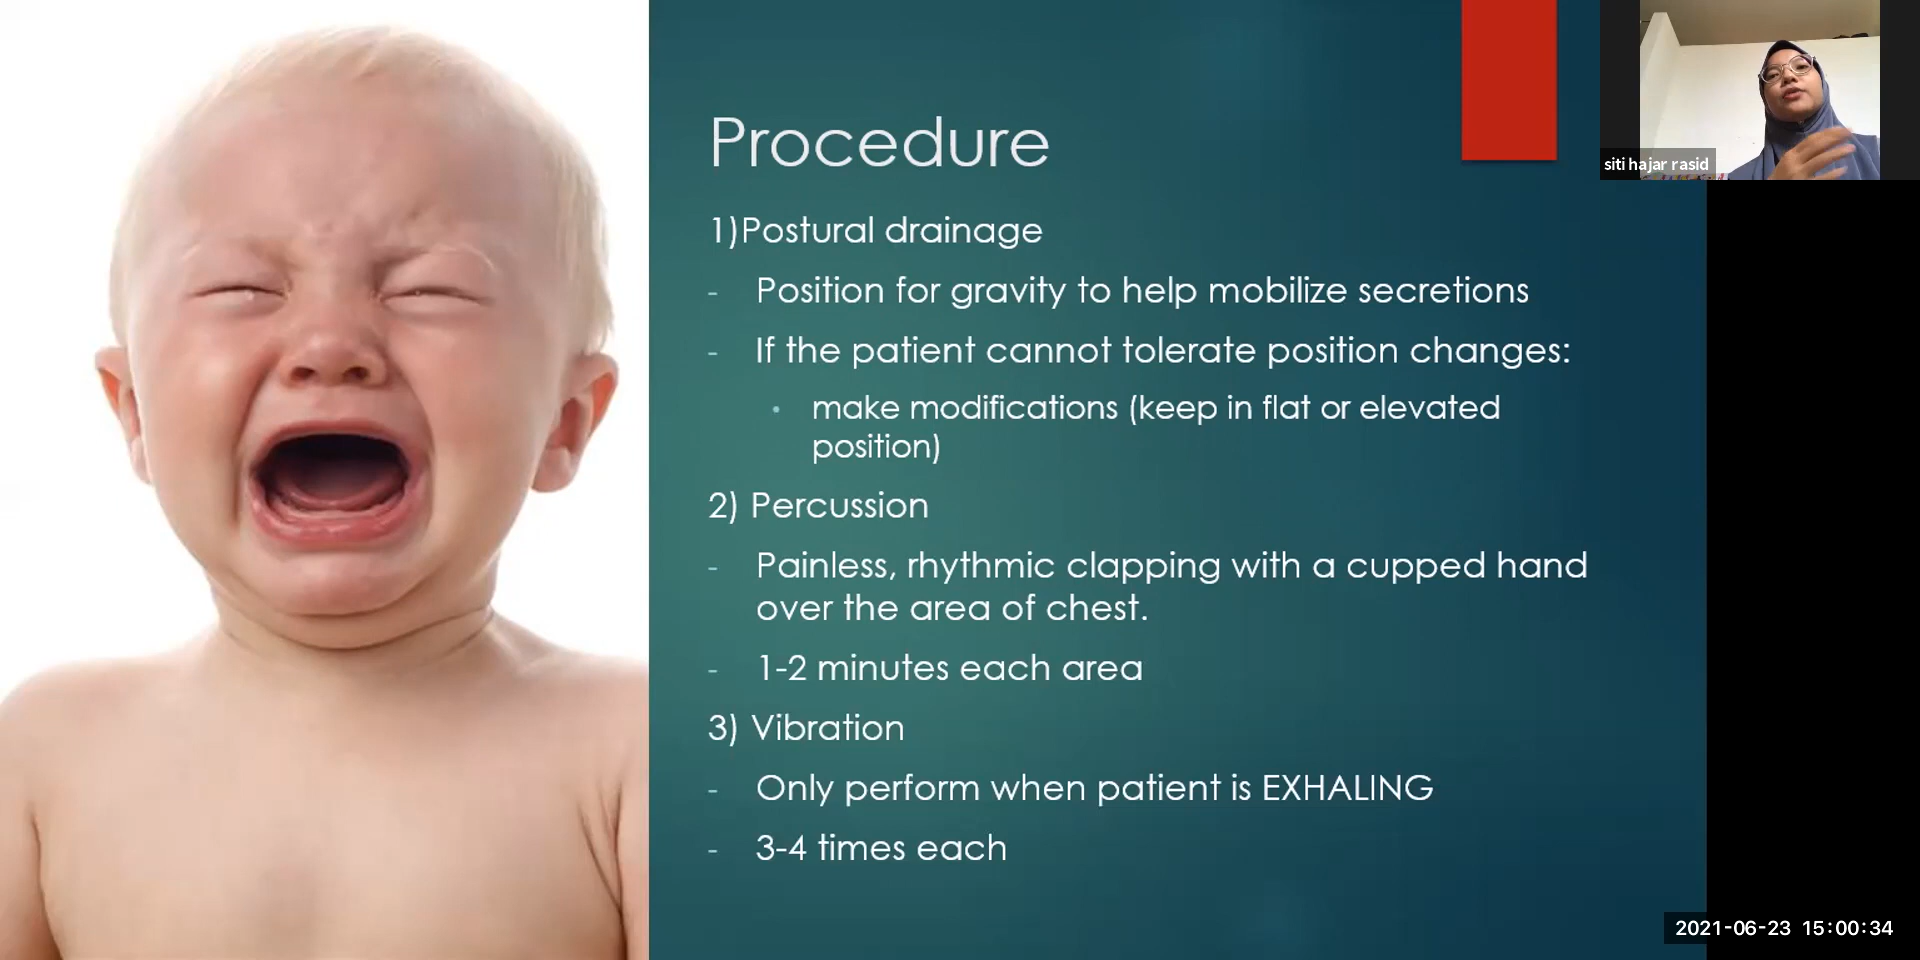 Procedure
1)Postural drainage
- Position for gravity to help mobilize secretions
- If the patient cannot tolerate position changes:
• make modifications (keep in flat or elevated
position)
2) Percussion
- Painless, rhythmic clapping with a cupped hand
over the area of chest.
- 1-2 minutes each area
3) Vibration
- Only perform when patient is EXHALING
- 3-4 times each
siti hajar rasid
2021-06-23 15:00:34